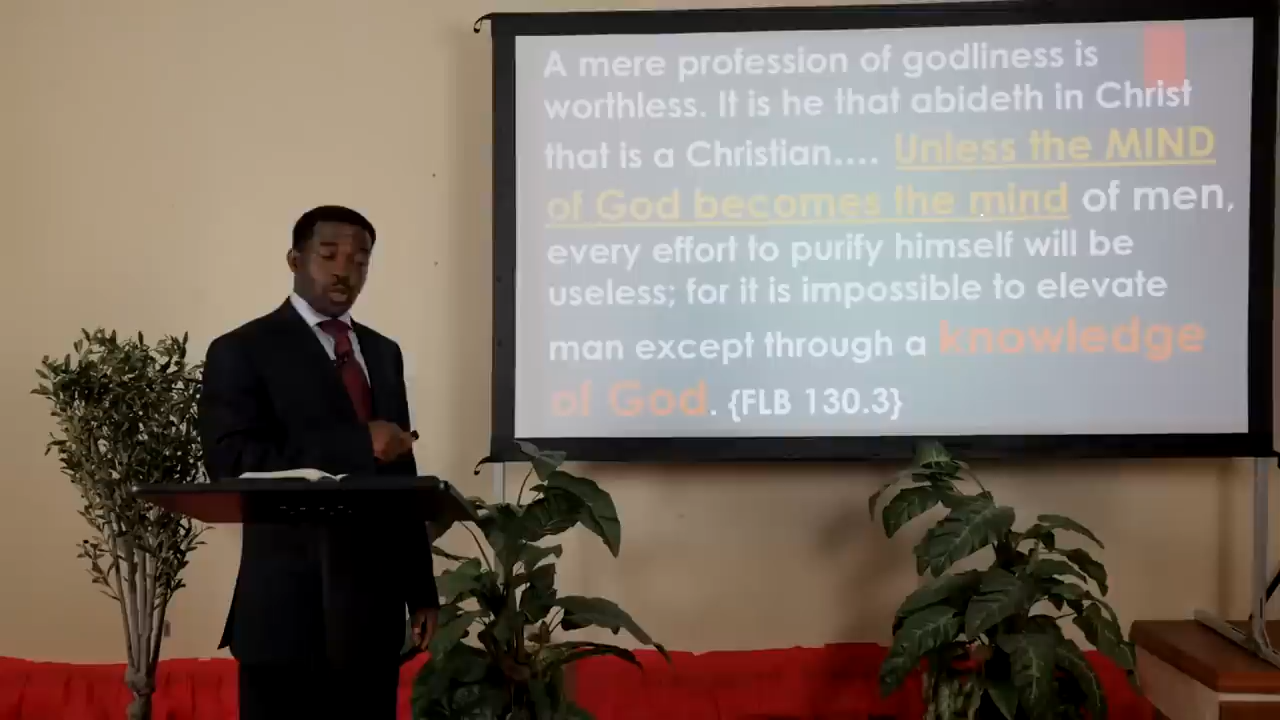 A mere profession of godliness is
worthless. It is he that abideth in Christ
that is a Christian.... Unless the MIND
of God becomes the mind of men,
every effort to purify himself will be
useless; for it is impossible to elevate
man except through a knowledge
of God. {FLB 130.3}